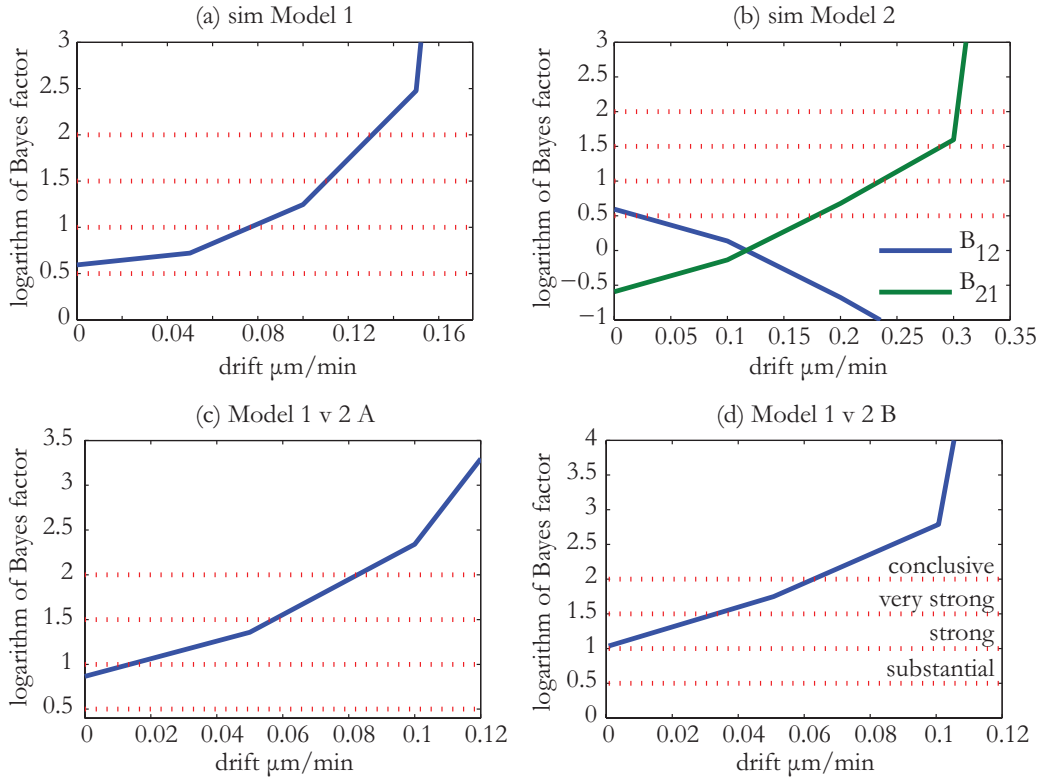 (a) sim Model 1
logarithm of Bayes factor
3
2.5
2
1.5
1
0.5
0
0 0.04 0.08 0.12 0.16
drift µm/min
(b) sim Model 2
logarithm of Bayes factor
3
2.5
2
1.5
1
0.5
0
−0.5
−1
B12
B21
0 0.05 0.1 0.15 0.2 0.25 0.3 0.35
drift µm/min
(c) Model 1 v 2 A
logarithm of Bayes factor
3.5
3
2.5
2
1.5
1
0.5
0 0.02 0.04 0.06 0.08 0.10 0.12
drift µm/min
(d) Model 1 v 2 B
logarithm of Bayes factor
4
3.5
3
2.5
2
1.5
1
0.5
0
conclusive
very strong
strong
substantial
0 0.02 0.04 0.06 0.08 0.1 0.12
drift µm/min